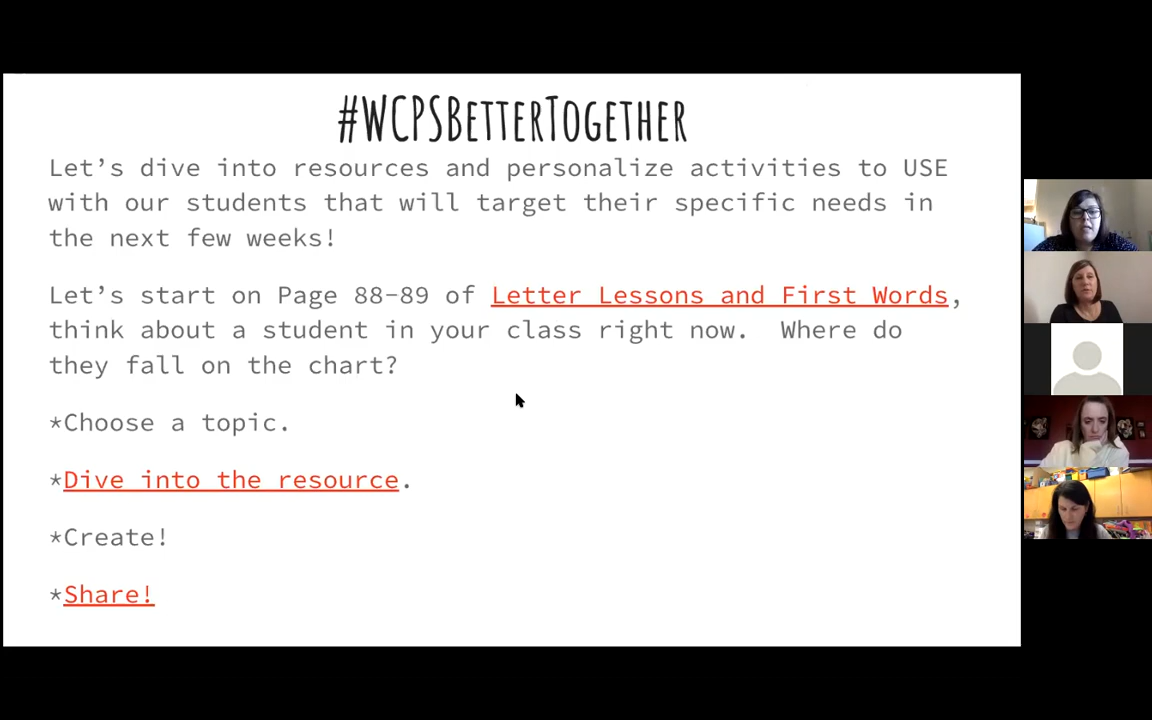 #WCPSBetterTogether
Let’s dive into resources and personalize activities to USE
with our students that will target their specific needs in
the next few weeks!
Let’s start on Page 88-89 of Letter Lessons and First Words,
think about a student in your class right now. Where do
they fall on the chart?
*Choose a topic.
*Dive into the resource.
*Create!
*Share!